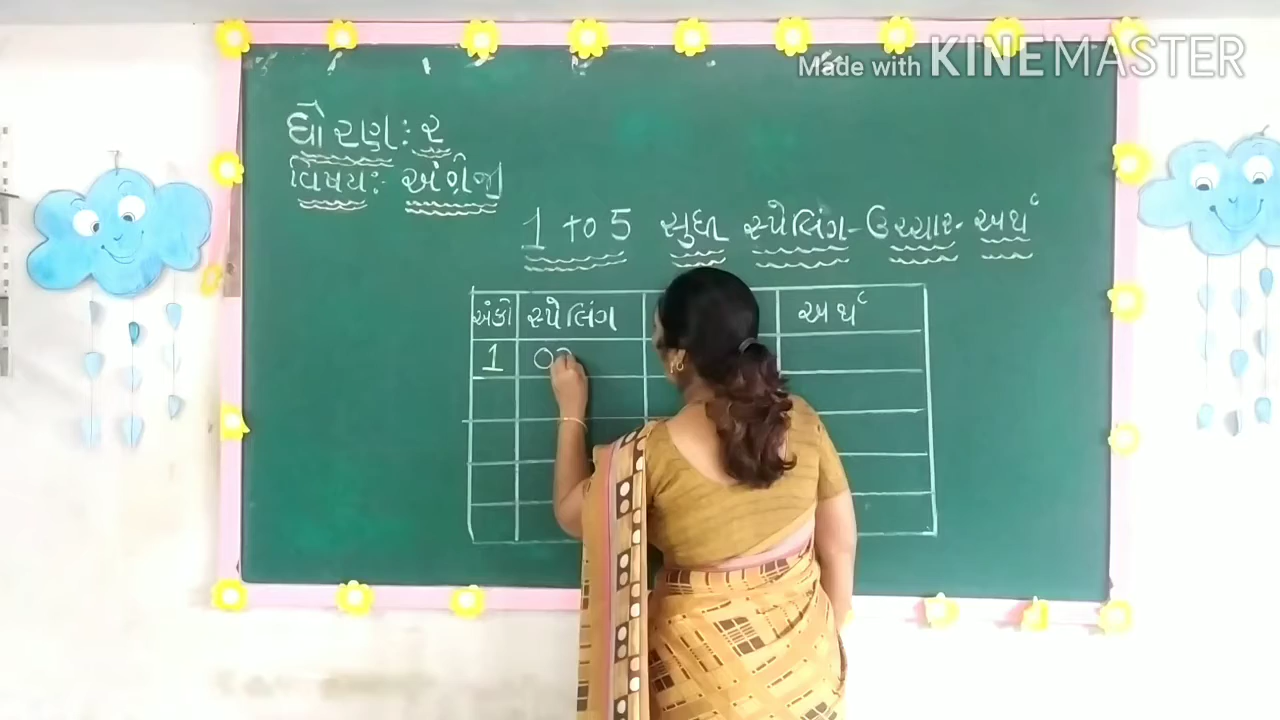 Made with KINEMASTER
ધોરણ : ૨
વિષય :- અંગ્રેજી
1 to 5 સુધી સ્પેલિંગ - ઉચ્ચાર - અર્થ
અંકો સ્પેલિંગ અર્થ
1